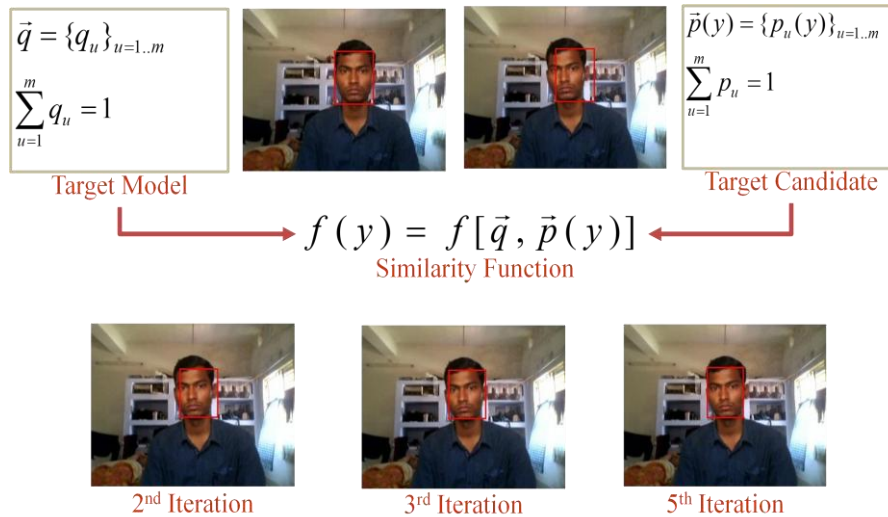 q⃗ = {q_u}_{u=1..m}
∑_{u=1}^{m} q_u = 1
Target Model
p⃗(y) = {p_u(y)}_{u=1..m}
∑_{u=1}^{m} p_u = 1
Target Candidate
f(y) = f[q⃗, p⃗(y)]
Similarity Function
2nd Iteration
3rd Iteration
5th Iteration